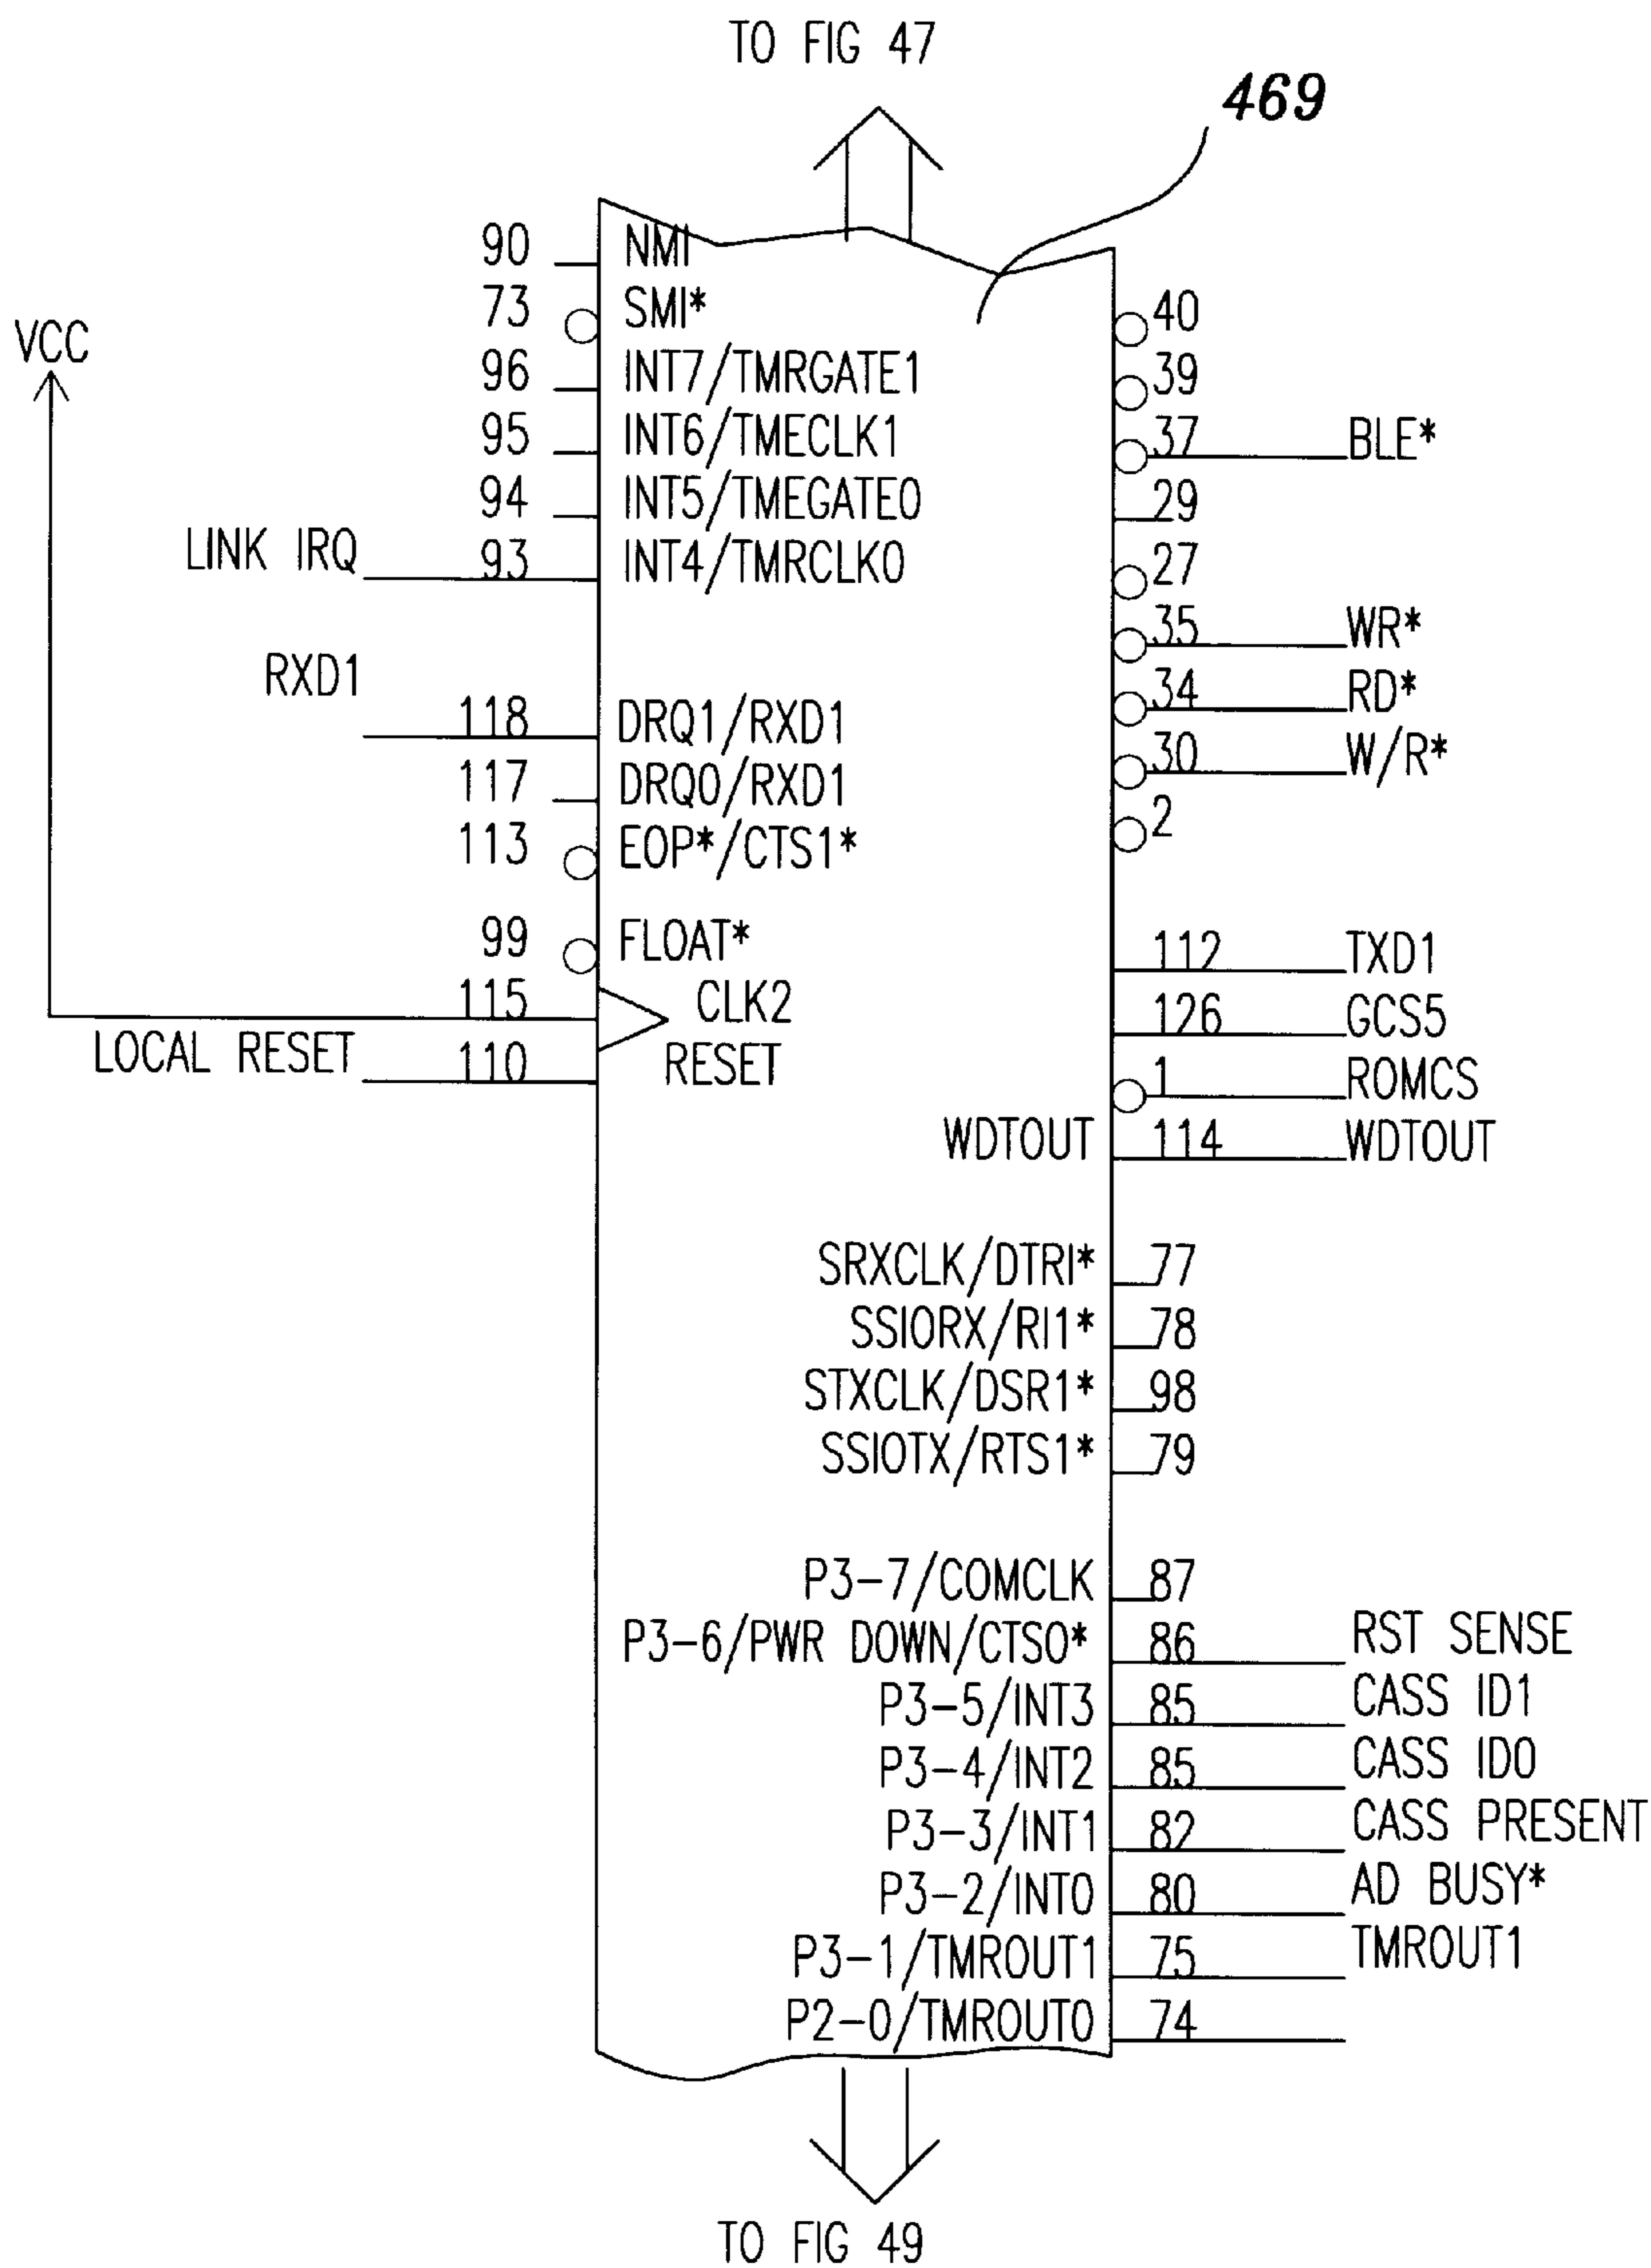 TO FIG 47
469
90 NMI
73 SMI*
40
VCC
96 INT7/TMRGATE1
39
95 INT6/TMECLK1
37 BLE*
94 INT5/TMEGATE0
29
LINK IRQ 93 INT4/TMRCLK0
27
35 WR*
RXD1
34 RD*
118 DRQ1/RXD1
30 W/R*
117 DRQ0/RXD1
2
113 EOP*/CTS1*
99 FLOAT*
112 TXD1
115 CLK2
126 GCS5
LOCAL RESET 110 RESET
1 ROMCS
WDTOUT 114 WDTOUT
SRXCLK/DTRI* 77
SSIORX/RI1* 78
STXCLK/DSR1* 98
SSIOTX/RTS1* 79
P3-7/COMCLK 87
P3-6/PWR DOWN/CTS0* 86 RST SENSE
P3-5/INT3 85 CASS ID1
P3-4/INT2 85 CASS ID0
P3-3/INT1 82 CASS PRESENT
P3-2/INT0 80 AD BUSY*
P3-1/TMROUT1 75 TMROUT1
P2-0/TMROUT0 74
TO FIG 49